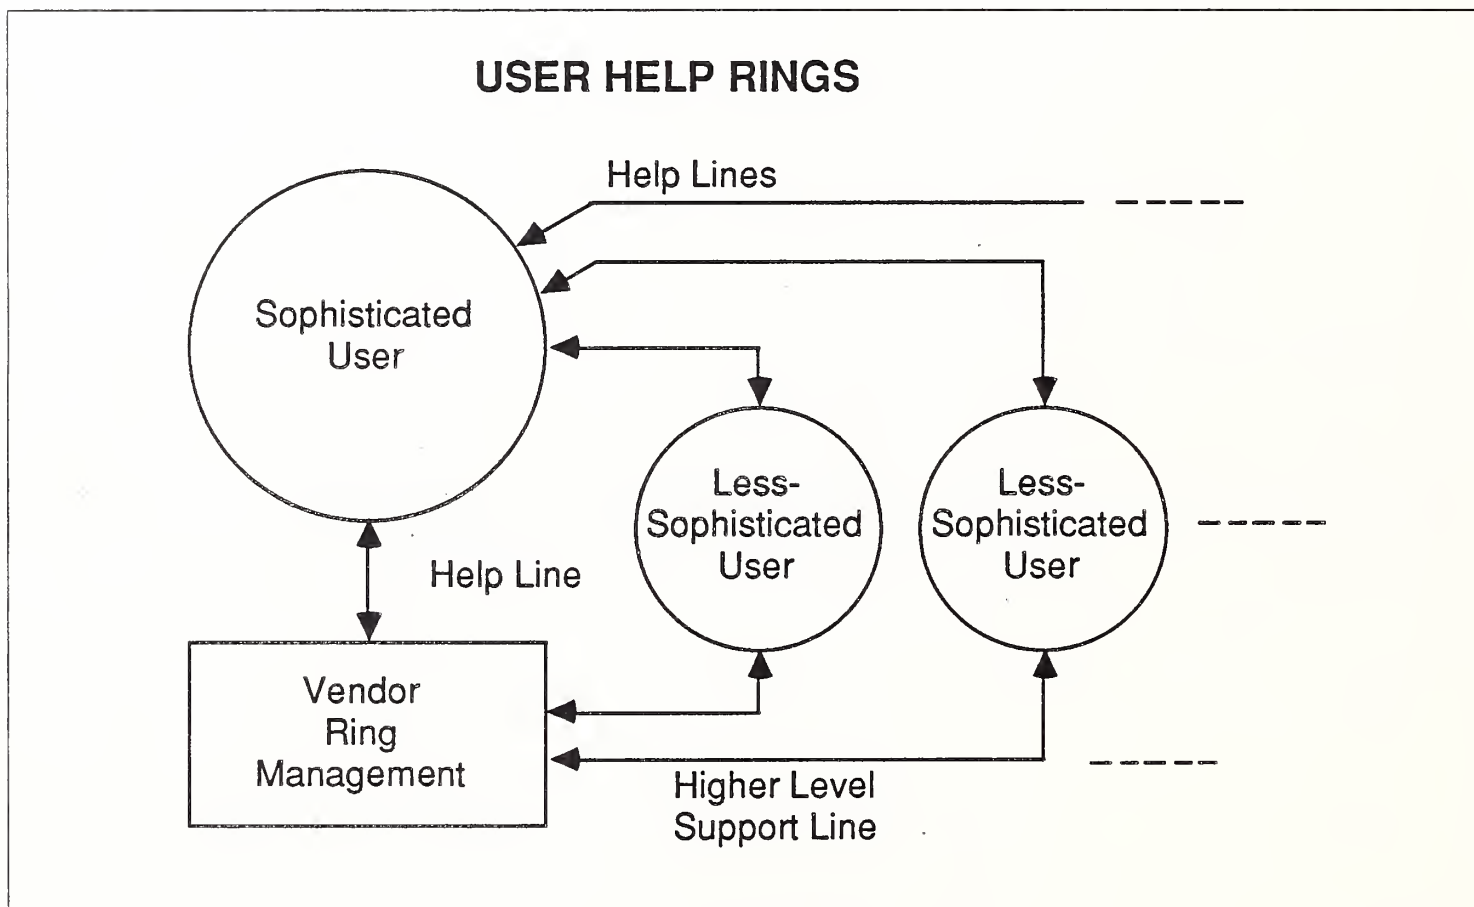 USER HELP RINGS
Help Lines
Sophisticated
User
Less-
Sophisticated
User
Less-
Sophisticated
User
Help Line
Vendor
Ring
Management
Higher Level
Support Line